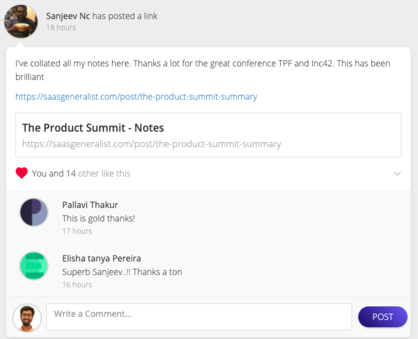 Sanjeev Nc has posted a link
18 hours
I've collated all my notes here. Thanks a lot for the great conference TPF and Inc42. This has been
brilliant
https://saasgeneralist.com/post/the-product-summit-summary
The Product Summit - Notes
https://saasgeneralist.com/post/the-product-summit-summary
You and 14 other like this
Pallavi Thakur
This is gold thanks!
17 hours
Elisha tanya Pereira
Superb Sanjeev..!! Thanks a ton
16 hours
Write a Comment...
POST